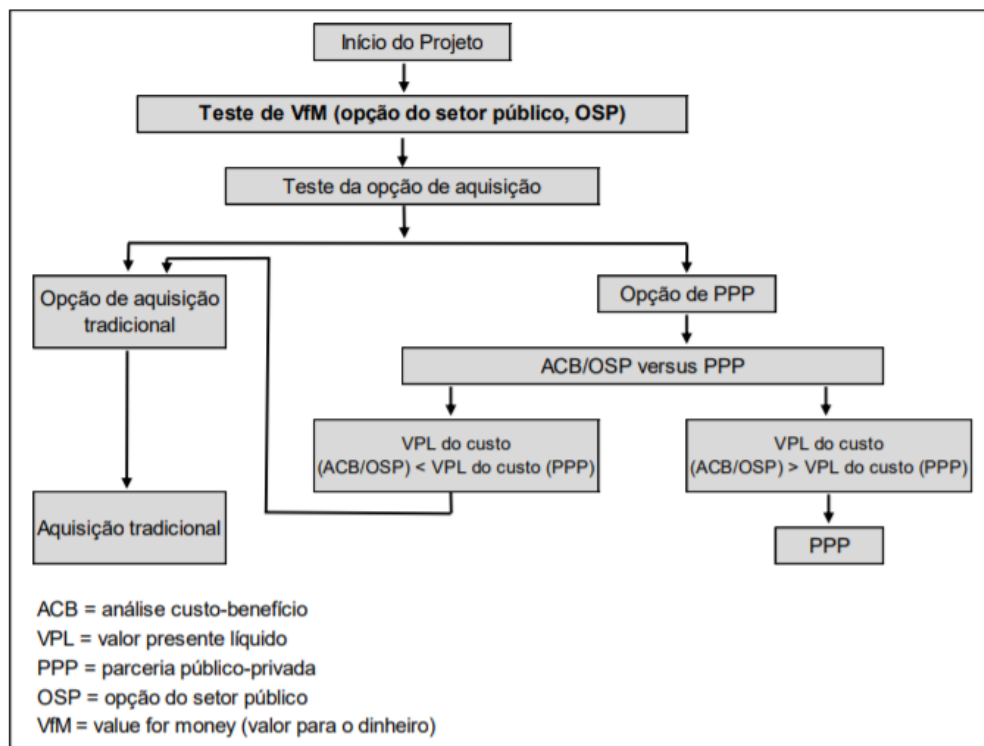 Início do Projeto
Teste de VfM (opção do setor público, OSP)
Teste da opção de aquisição
Opção de aquisição
tradicional
Opção de PPP
ACB/OSP versus PPP
VPL do custo
(ACB/OSP) < VPL do custo (PPP)
VPL do custo
(ACB/OSP) > VPL do custo (PPP)
Aquisição tradicional
PPP
ACB = análise custo-benefício
VPL = valor presente líquido
PPP = parceria público-privada
OSP = opção do setor público
VfM = value for money (valor para o dinheiro)